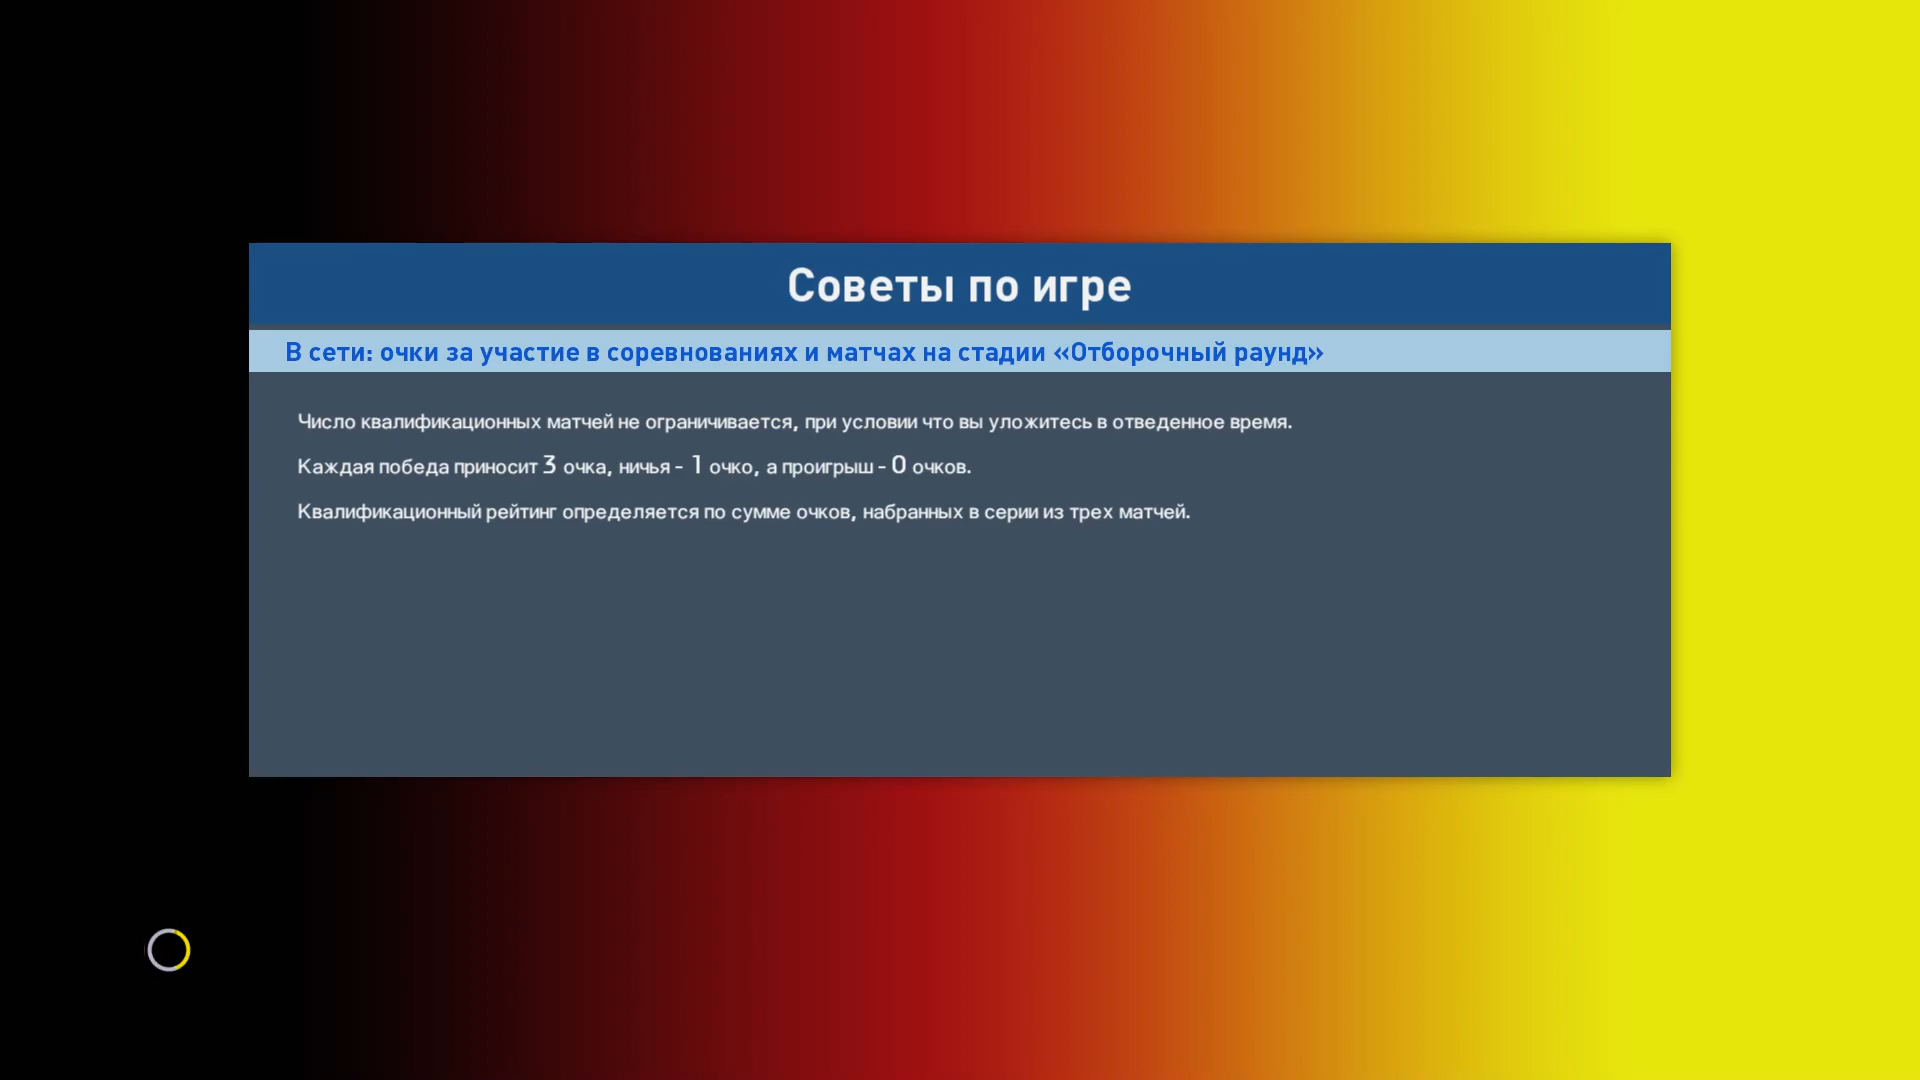 Советы по игре
В сети: очки за участие в соревнованиях и матчах на стадии «Отборочный раунд»
Число квалификационных матчей не ограничивается, при условии что вы уложитесь в отведенное время.
Каждая победа приносит 3 очка, ничья - 1 очко, а проигрыш - 0 очков.
Квалификационный рейтинг определяется по сумме очков, набранных в серии из трех матчей.